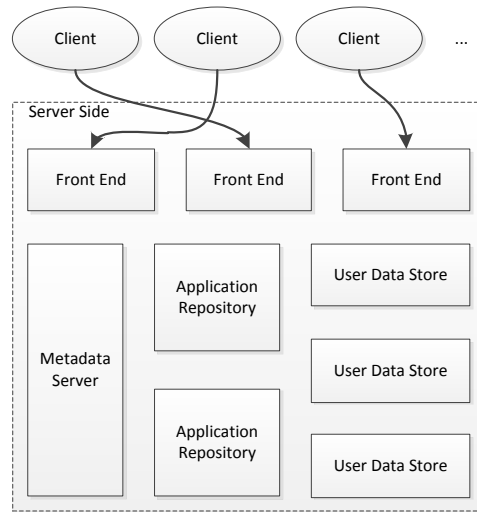 Client
Client
Client
...
Server Side
Front End
Front End
Front End
Metadata
Server
Application
Repository
Application
Repository
User Data Store
User Data Store
User Data Store